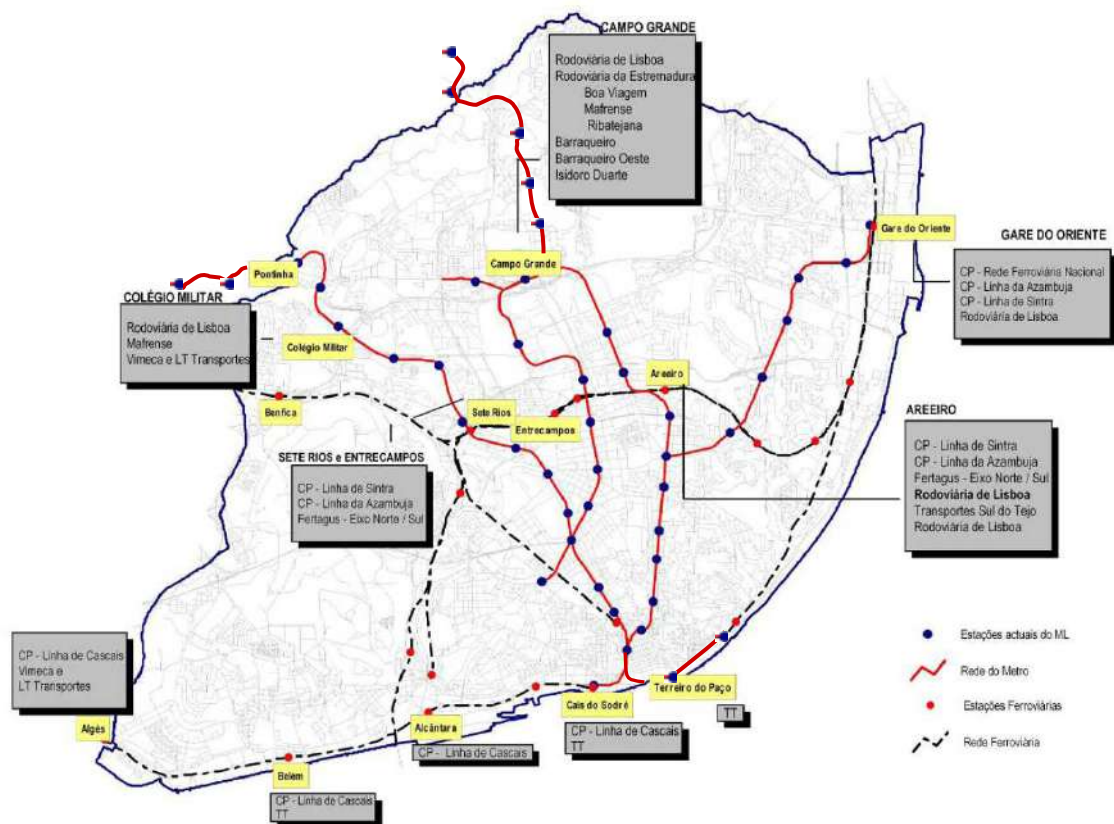 CAMPO GRANDE
Rodoviária de Lisboa
Rodoviária da Estremadura
Boa Viagem
Mafrense
Ribatejana
Barraqueiro
Barraqueiro Oeste
Isidoro Duarte
Gare do Oriente
GARE DO ORIENTE
CP - Rede Ferroviária Nacional
CP - Linha da Azambuja
CP - Linha de Sintra
Rodoviária de Lisboa
Pontinha
Campo Grande
COLÉGIO MILITAR
Rodoviária de Lisboa
Mafrense
Vimeca e LT Transportes
Colégio Militar
Areeiro
Benfica
Sete Rios
Entrecampos
AREEIRO
CP - Linha de Sintra
CP - Linha da Azambuja
Fertagus - Eixo Norte / Sul
Rodoviária de Lisboa
Transportes Sul do Tejo
Rodoviária de Lisboa
SETE RIOS e ENTRECAMPOS
CP - Linha de Sintra
CP - Linha da Azambuja
Fertagus - Eixo Norte / Sul
CP - Linha de Cascais
Vimeca e
LT Transportes
Algés
Belem
CP - Linha de Cascais
TT
Alcântara
CP - Linha de Cascais
Cais do Sodré
CP - Linha de Cascais
TT
Terreiro do Paço
TT
Estações actuais do ML
Rede do Metro
Estações Ferroviárias
Rede Ferroviária